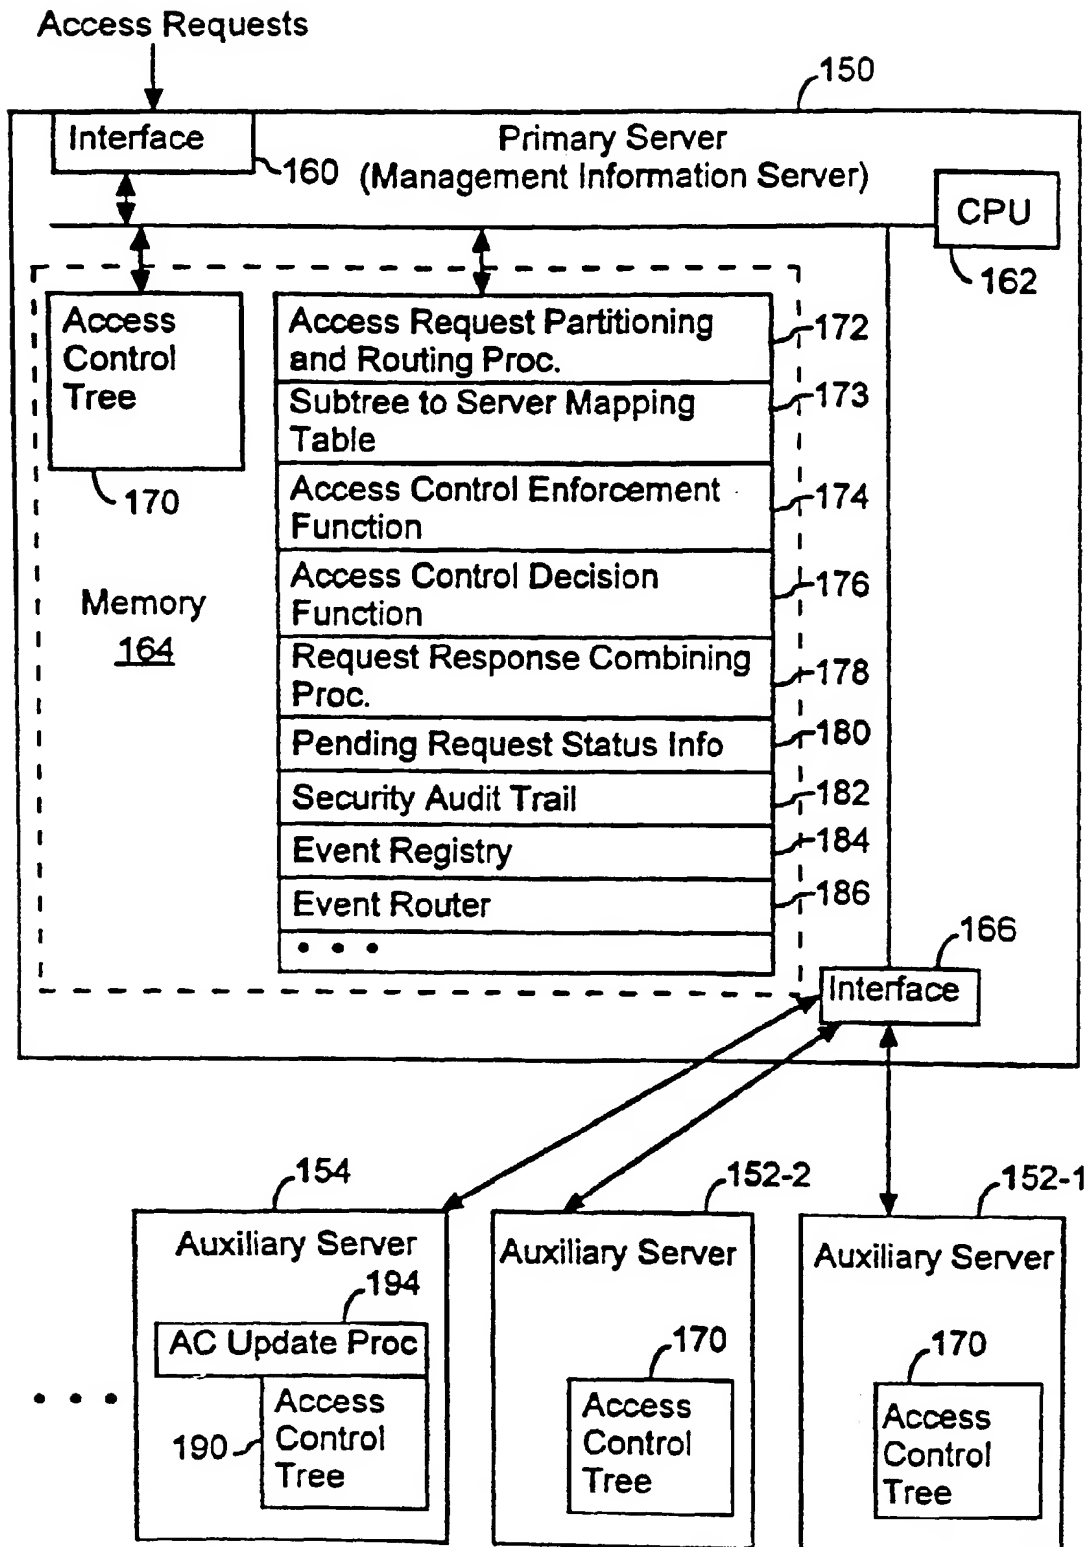 Access Requests
150
Interface
160
Primary Server
(Management Information Server)
CPU
162
Access
Control
Tree
170
Memory
164
Access Request Partitioning
and Routing Proc.
172
Subtree to Server Mapping
Table
173
Access Control Enforcement
Function
174
Access Control Decision
Function
176
Request Response Combining
Proc.
178
Pending Request Status Info
180
Security Audit Trail
182
Event Registry
184
Event Router
186
• • •
166
Interface
154
Auxiliary Server
194
AC Update Proc
Access
Control
Tree
190
• • •
152-2
Auxiliary Server
170
Access
Control
Tree
152-1
Auxiliary Server
170
Access
Control
Tree